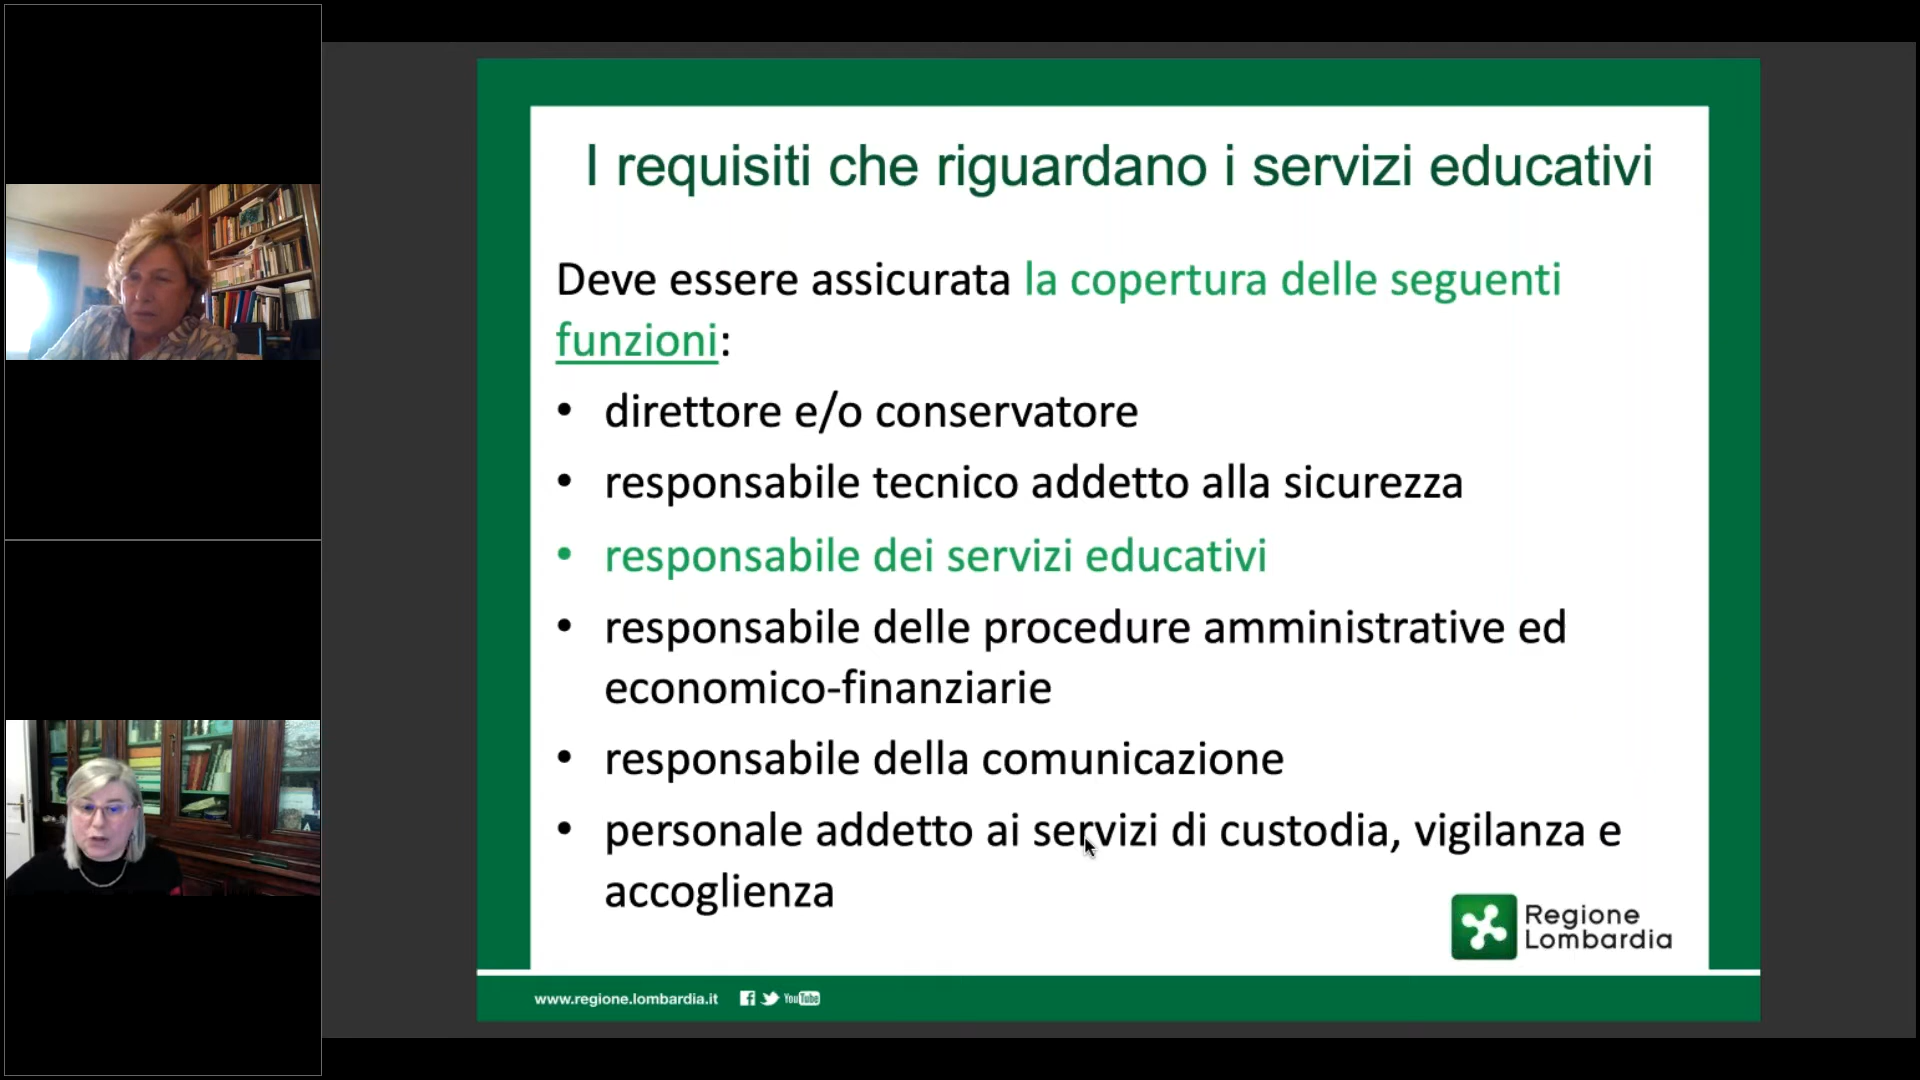 I requisiti che riguardano i servizi educativi
Deve essere assicurata la copertura delle seguenti
funzioni:
• direttore e/o conservatore
• responsabile tecnico addetto alla sicurezza
• responsabile dei servizi educativi
• responsabile delle procedure amministrative ed
economico-finanziarie
• responsabile della comunicazione
• personale addetto ai servizi di custodia, vigilanza e
accoglienza
Regione
Lombardia
www.regione.lombardia.it
YouTube